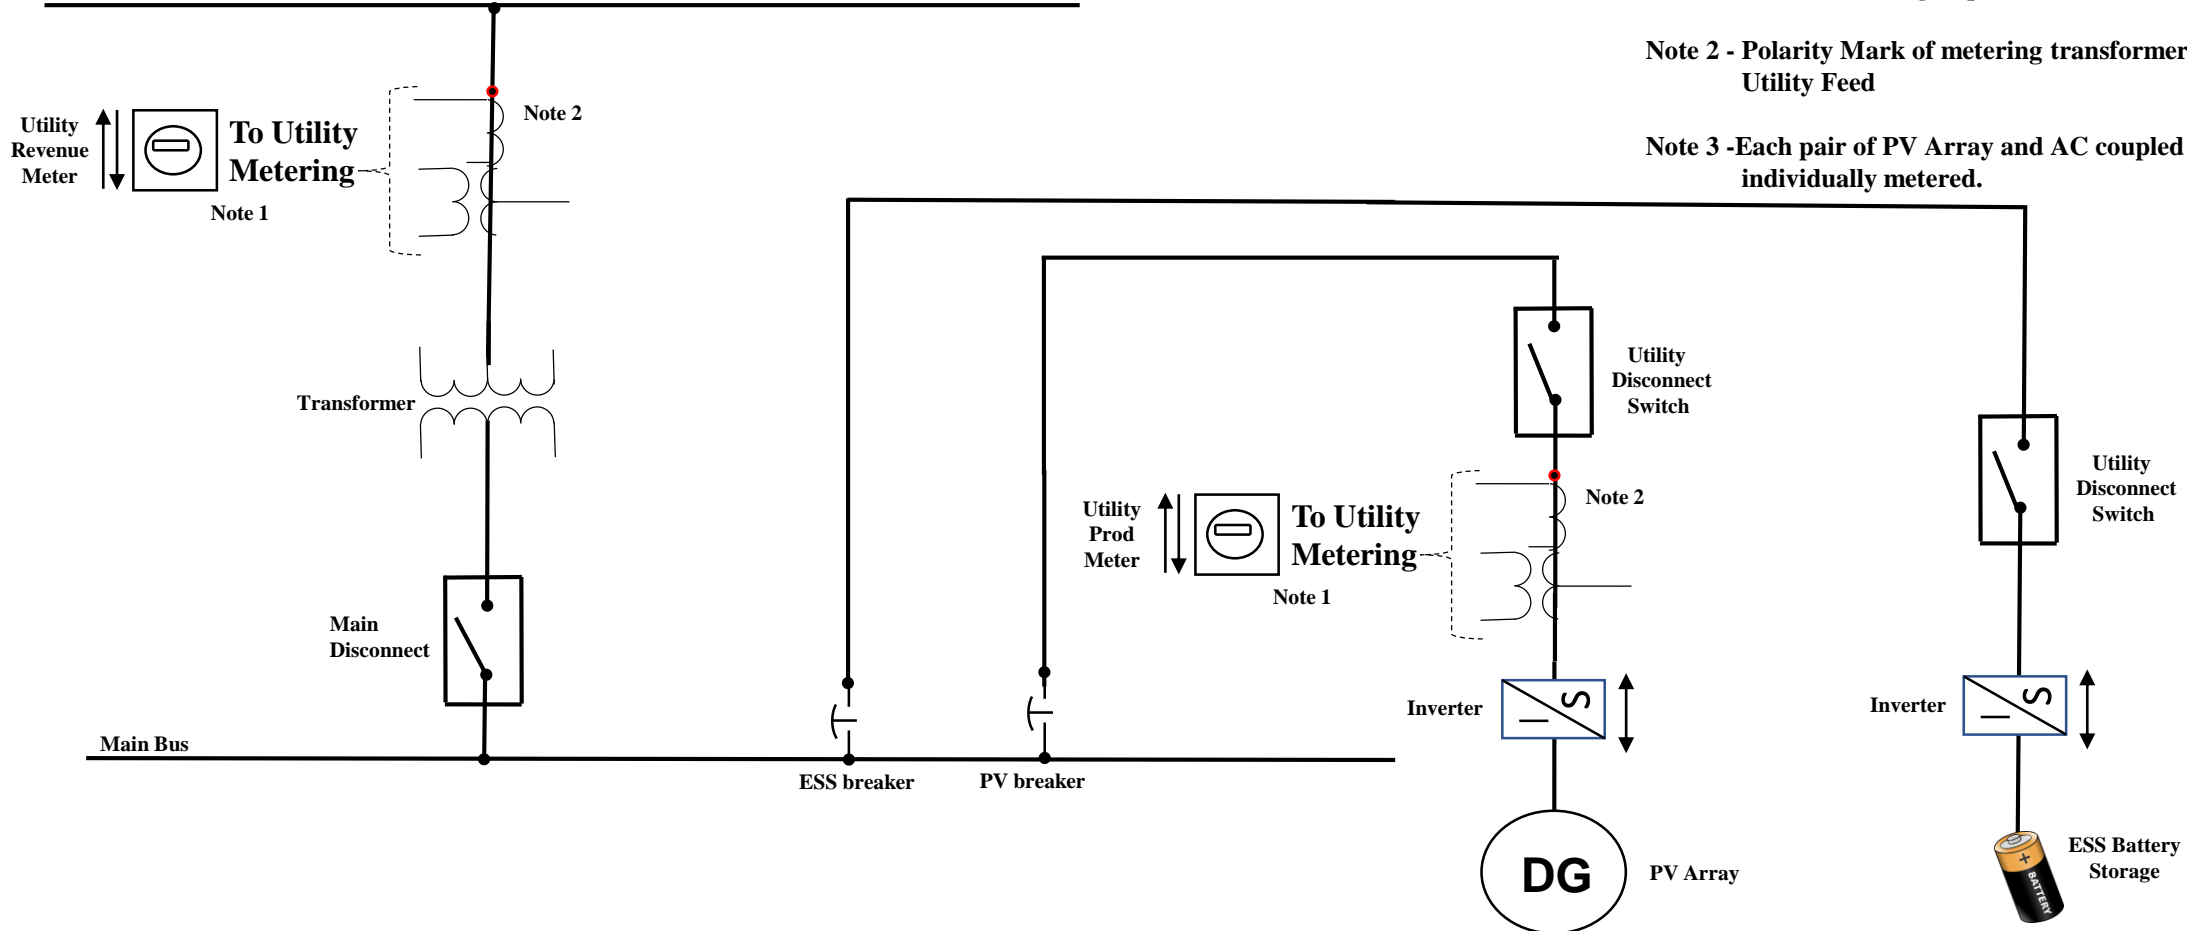 Note 2 - Polarity Mark of metering transformer
Utility Feed
Note 3 -Each pair of PV Array and AC coupled
individually metered.
Utility
Revenue
Meter
To Utility
Metering
Note 1
Note 2
Transformer
Main
Disconnect
Main Bus
ESS breaker
PV breaker
Utility
Disconnect
Switch
Utility
Prod
Meter
To Utility
Metering
Note 1
Note 2
Inverter
DG
PV Array
Utility
Disconnect
Switch
Inverter
BATTERY
ESS Battery
Storage